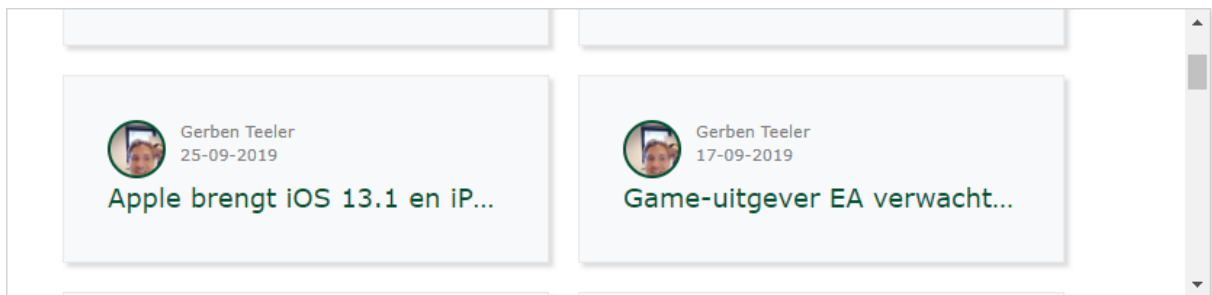 Gerben Teeler
25-09-2019
Apple brengt iOS 13.1 en iP...
Gerben Teeler
17-09-2019
Game-uitgever EA verwacht...